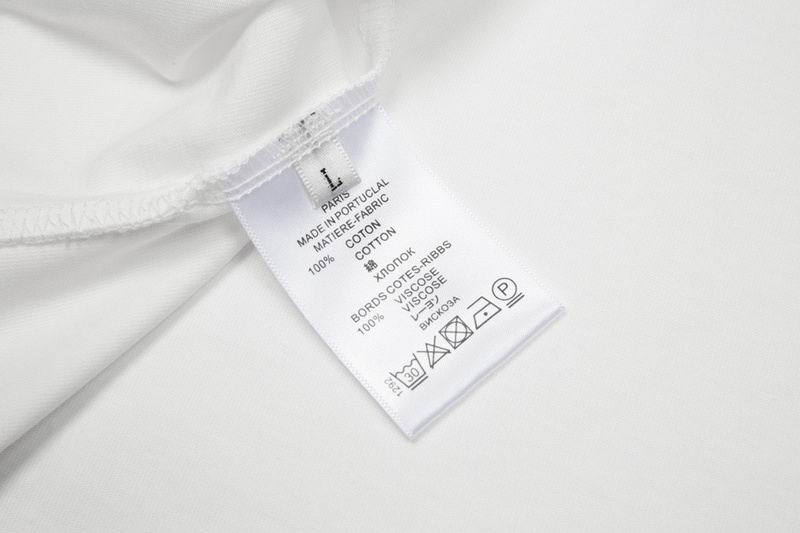 L
PARIS
MADE IN PORTUCLAL
MATIERE-FABRIC
100% COTON
COTTON
綿
ХЛОПОК
BORDS COTES-RIBBS
100% VISCOSE
VISCOSE
レーヨン
ВИСКОЗА
30
P
1292